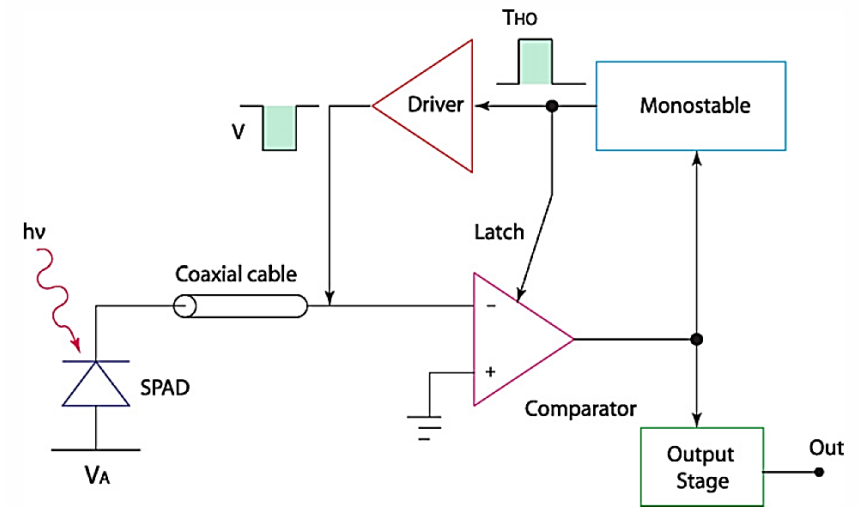 THO
Driver
Monostable
V
hν
Latch
Coaxial cable
−
+
SPAD
Comparator
VA
Output
Stage
Out